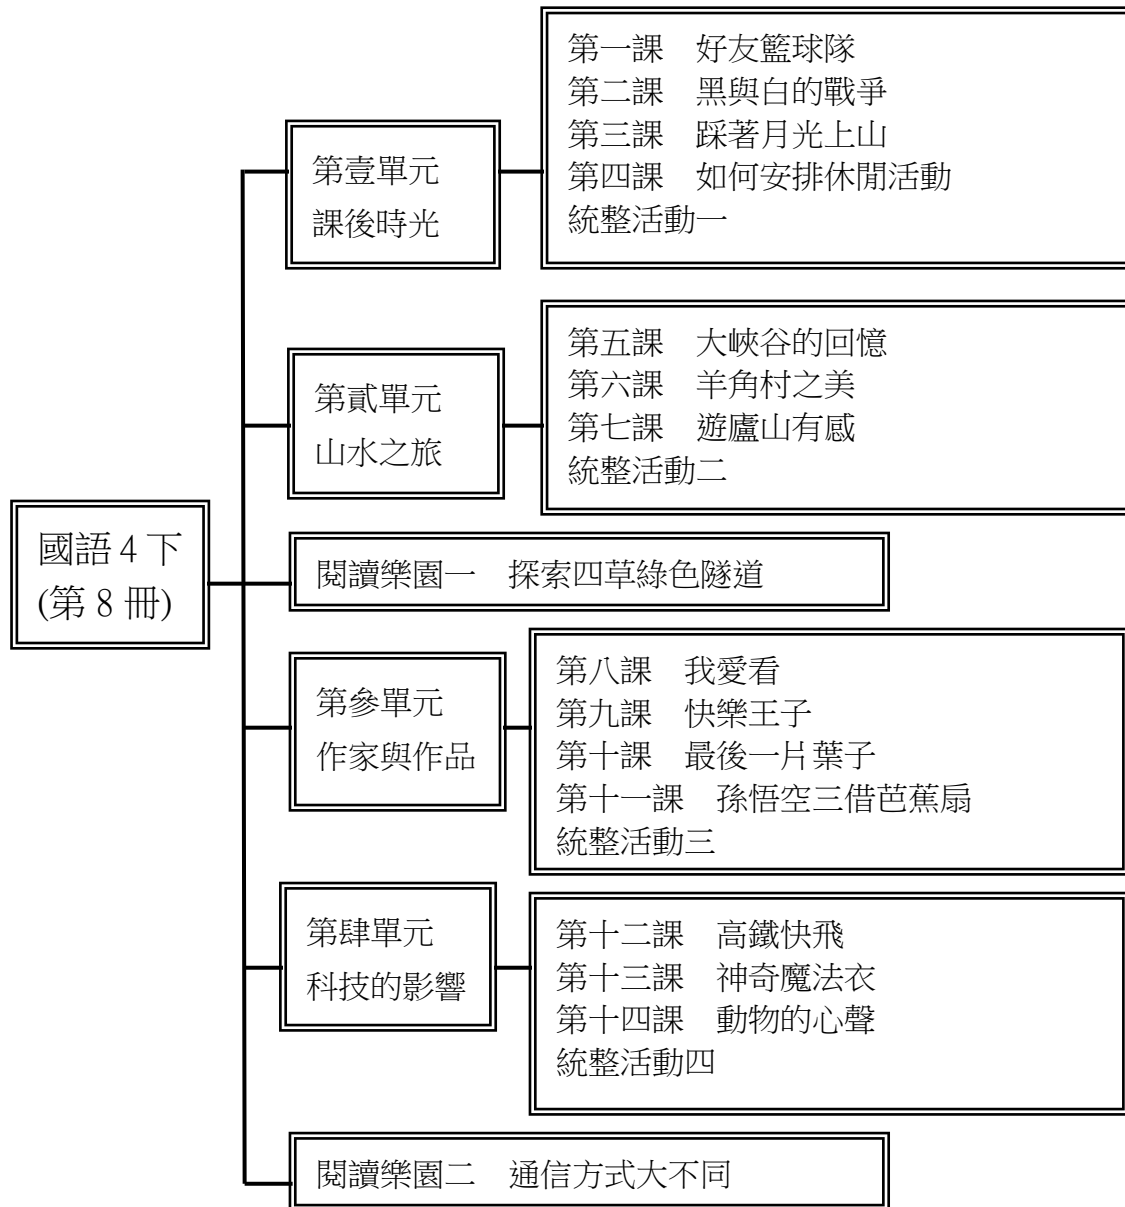 國語4下
(第8冊)
第壹單元
課後時光
第一課　好友籃球隊
第二課　黑與白的戰爭
第三課　踩著月光上山
第四課　如何安排休閒活動
統整活動一
第貳單元
山水之旅
第五課　大峽谷的回憶
第六課　羊角村之美
第七課　遊廬山有感
統整活動二
閱讀樂園一　探索四草綠色隧道
第參單元
作家與作品
第八課　我愛看
第九課　快樂王子
第十課　最後一片葉子
第十一課　孫悟空三借芭蕉扇
統整活動三
第肆單元
科技的影響
第十二課　高鐵快飛
第十三課　神奇魔法衣
第十四課　動物的心聲
統整活動四
閱讀樂園二　通信方式大不同